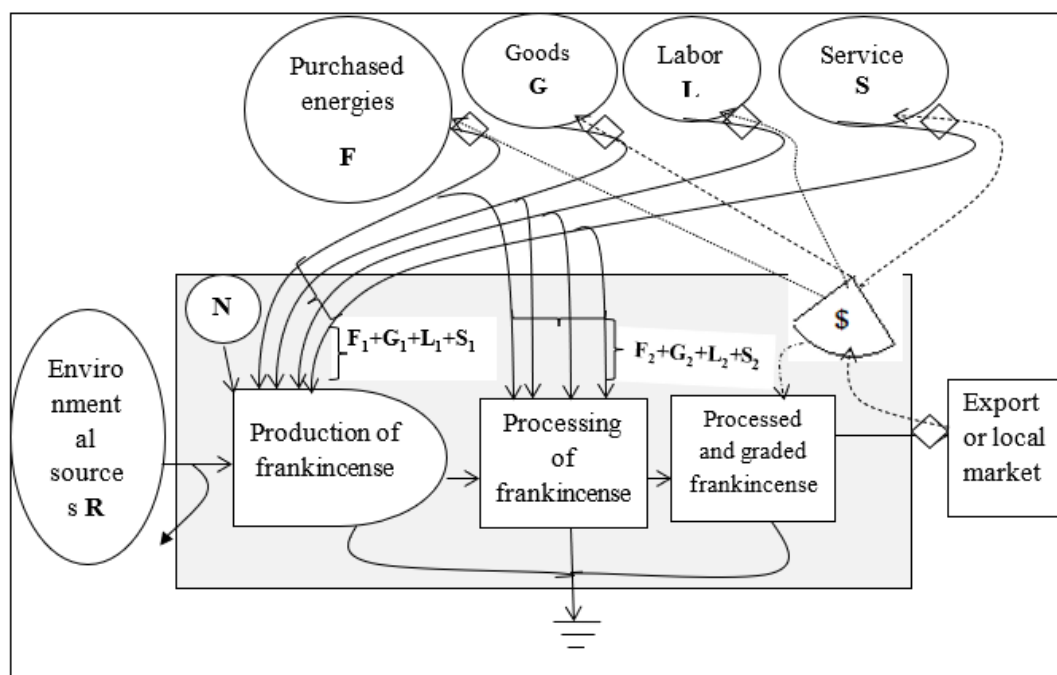 Purchased
energies
F
Goods
G
Labor
L
Service
S
N
F₁+G₁+L₁+S₁
F₂+G₂+L₂+S₂
$
Enviro
nment
al
source
s R
Production of
frankincense
Processing
of
frankincense
Processed
and graded
frankincense
Export
or local
market